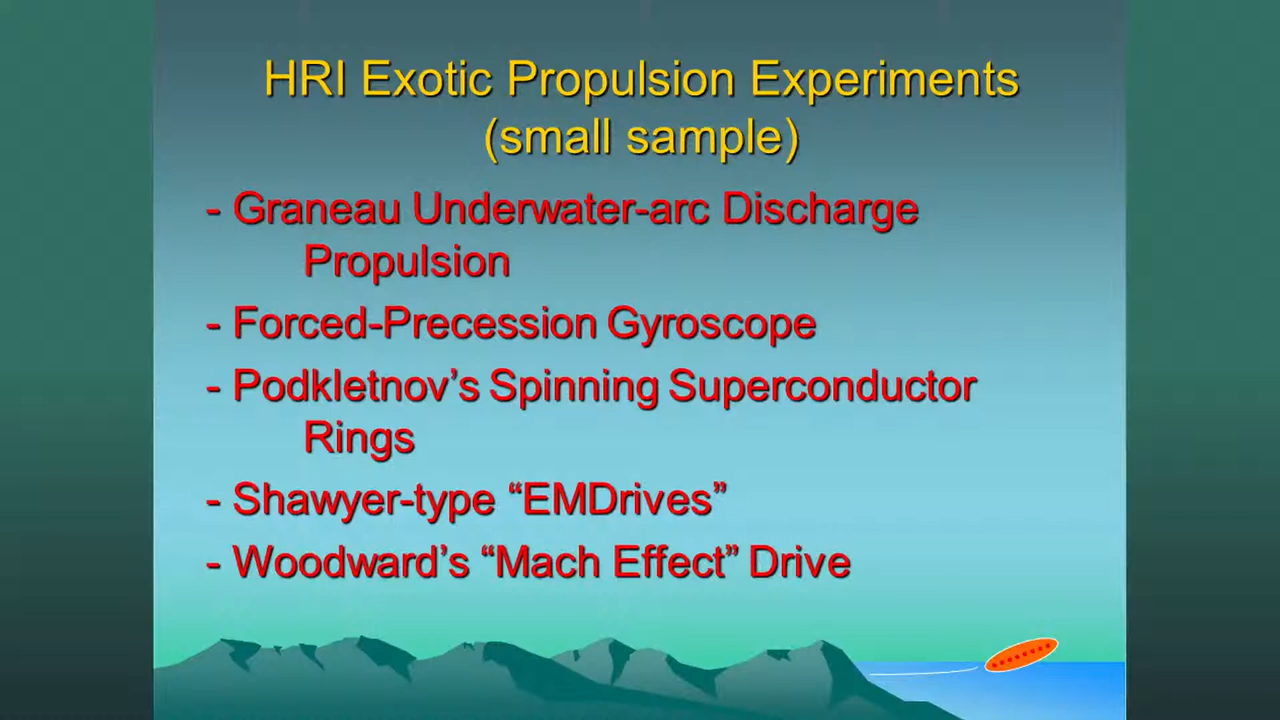 HRI Exotic Propulsion Experiments
(small sample)
- Graneau Underwater-arc Discharge
Propulsion
- Forced-Precession Gyroscope
- Podkletnov’s Spinning Superconductor
Rings
- Shawyer-type “EMDrives”
- Woodward’s “Mach Effect” Drive